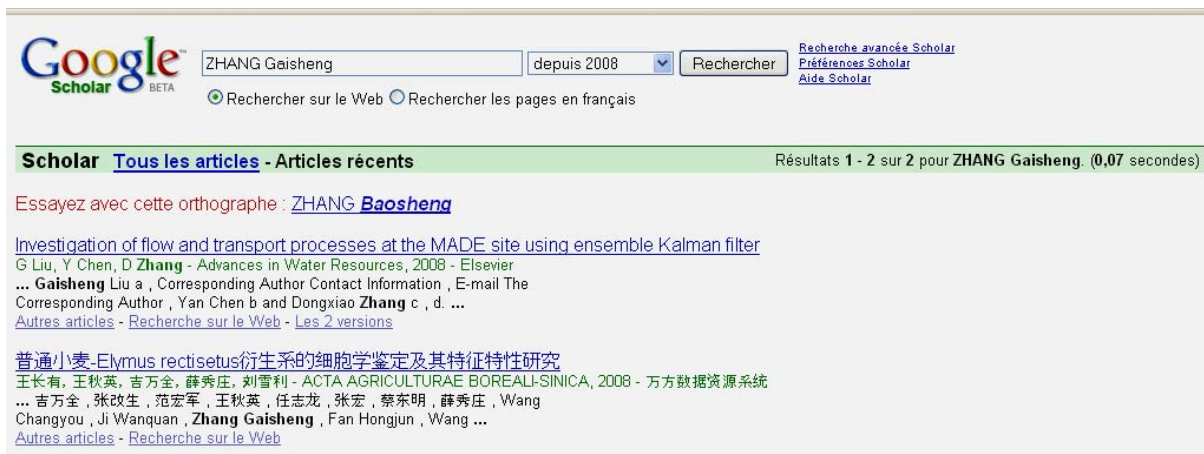 Google™
Scholar BETA
ZHANG Gaisheng
depuis 2008
Rechercher
Recherche avancée Scholar
Préférences Scholar
Aide Scholar
Rechercher sur le Web Rechercher les pages en français
Scholar Tous les articles - Articles récents
Résultats 1 - 2 sur 2 pour ZHANG Gaisheng. (0,07 secondes)
Essayez avec cette orthographe : ZHANG Baosheng
Investigation of flow and transport processes at the MADE site using ensemble Kalman filter
G Liu, Y Chen, D Zhang - Advances in Water Resources, 2008 - Elsevier
... Gaisheng Liu a , Corresponding Author Contact Information , E-mail The
Corresponding Author , Yan Chen b and Dongxiao Zhang c , d. ...
Autres articles - Recherche sur le Web - Les 2 versions
普通小麦-Elymus rectisetus衍生系的细胞学鉴定及其特征特性研究
王长有, 王秋英, 吉万全, 薛秀庄, 刘雪利 - ACTA AGRICULTURAE BOREALI-SINICA, 2008 - 万方数据资源系统
... 吉万全 , 张改生 , 范宏军 , 王秋英 , 任志龙 , 张宏 , 蔡东明 , 薛秀庄 , Wang
Changyou , Ji Wanquan , Zhang Gaisheng , Fan Hongjun , Wang ...
Autres articles - Recherche sur le Web